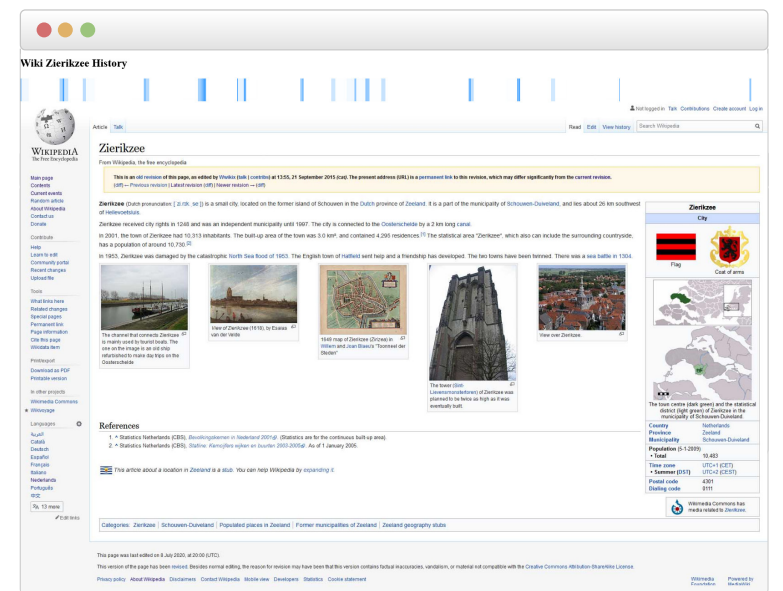 Wiki Zierikzee History
Not logged in Talk Contributions Create account Log in
WIKIPEDIA
The Free Encyclopedia
Article Talk
Read Edit View history Search Wikipedia
Zierikzee
From Wikipedia, the free encyclopedia
This is an old revision of this page, as edited by Wwikix (talk | contribs) at 13:55, 21 September 2015 (cat). The present address (URL) is a permanent link to this revision, which may differ significantly from the current revision.
(diff) ← Previous revision | Latest revision (diff) | Newer revision → (diff)
Main page
Contents
Current events
Random article
About Wikipedia
Contact us
Donate
Contribute
Help
Learn to edit
Community portal
Recent changes
Upload file
Tools
What links here
Related changes
Special pages
Permanent link
Page information
Cite this page
Wikidata item
Print/export
Download as PDF
Printable version
In other projects
Wikimedia Commons
Wikivoyage
Languages
العربية
Català
Deutsch
Español
Français
Italiano
Nederlands
Português
中文
13 more
Edit links
Zierikzee (Dutch pronunciation: ) is a small city, located on the former island of Schouwen in the Dutch province of Zeeland. It is a part of the municipality of Schouwen-Duiveland, and lies about 26 km southwest
of Hellevoetsluis.
Zierikzee received city rights in 1248 and was an independent municipality until 1997. The city is connected to the Oosterschelde by a 2 km long canal.
In 2001, the town of Zierikzee had 10,313 inhabitants. The built-up area of the town was 3.0 km², and contained 4,295 residences.[1] The statistical area "Zierikzee", which also can include the surrounding countryside,
has a population of around 10,730.[2]
In 1953, Zierikzee was damaged by the catastrophic North Sea flood of 1953. The English town of Hatfield sent help and a friendship has developed. The two towns have been twinned. There was a sea battle in 1304.
The channel that connects Zierikzee
is mainly used by tourist boats. The
one on the image is an old ship
refurbished to make day trips on the
Oosterschelde
View of Zierikzee (1618), by Esaias
van der Velde
1649 map of Zierikzee (Zirizea) in
Willem and Joan Blaeu's "Toonneel der
Steden"
The tower (Sint-
Lievensmonstertoren) of Zierikzee was
planned to be twice as high as it was
eventually built.
View over Zierikzee.
Zierikzee
City
Flag
Coat of arms
The town centre (dark green) and the statistical
district (light green) of Zierikzee in the
municipality of Schouwen-Duiveland.
Country Netherlands
Province Zeeland
Municipality Schouwen-Duiveland
Population (5-1-2009)
• Total 10,483
Time zone UTC+1 (CET)
• Summer (DST) UTC+2 (CEST)
Postal code 4301
Dialing code 0111
Wikimedia Commons has
media related to Zierikzee.
References
1. ^ Statistics Netherlands (CBS), Bevolkingskernen in Nederland 2001. (Statistics are for the continuous built-up area).
2. ^ Statistics Netherlands (CBS), Statline: Kerncijfers wijken en buurten 2003-2005. As of 1 January 2005.
This article about a location in Zeeland is a stub. You can help Wikipedia by expanding it.
Categories: Zierikzee | Schouwen-Duiveland | Populated places in Zeeland | Former municipalities of Zeeland | Zeeland geography stubs
This page was last edited on 8 July 2020, at 20:00 (UTC).
This version of the page has been revised. Besides normal editing, the reason for revision may have been that this version contains factual inaccuracies, vandalism, or material not compatible with the Creative Commons Attribution-ShareAlike License.
Privacy policy About Wikipedia Disclaimers Contact Wikipedia Mobile view Developers Statistics Cookie statement
Wikimedia Powered by
Foundation MediaWiki